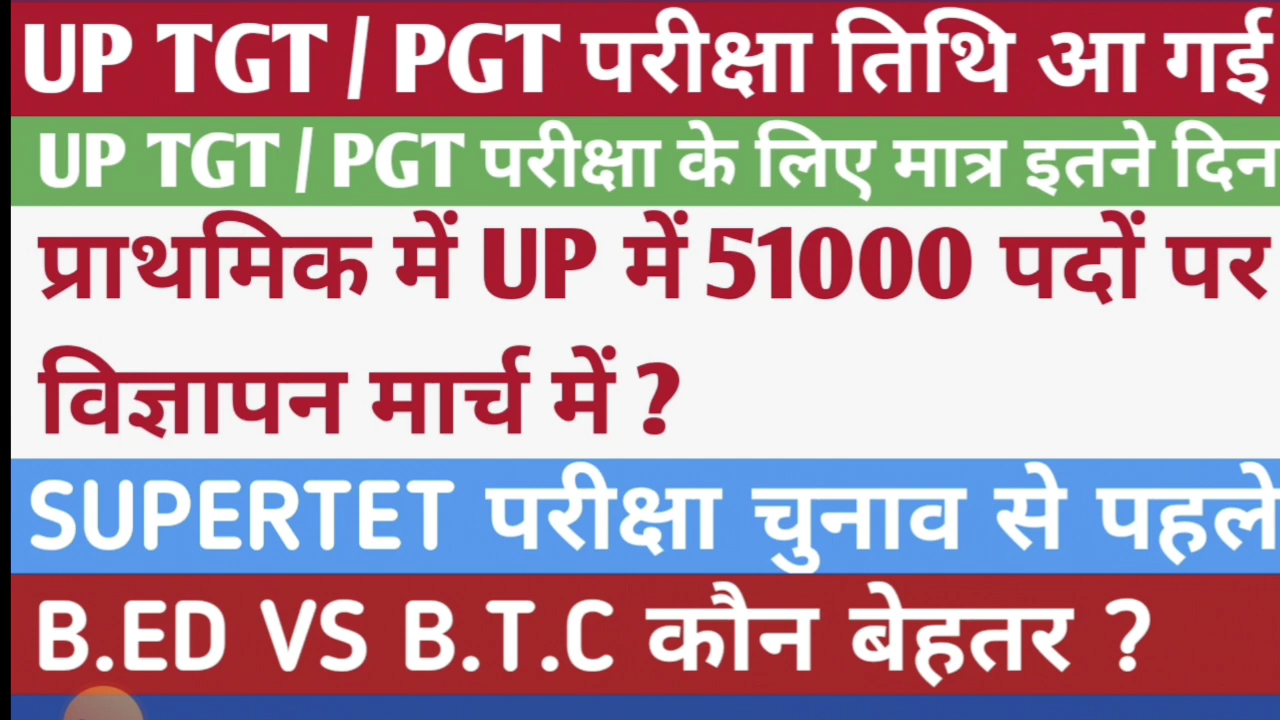 UP TGT / PGT परीक्षा तिथि आ गई
UP TGT / PGT परीक्षा के लिए मात्र इतने दिन
प्राथमिक में UP में 51000 पदों पर
विज्ञापन मार्च में ?
SUPERTET परीक्षा चुनाव से पहले
B.ED VS B.T.C कौन बेहतर ?